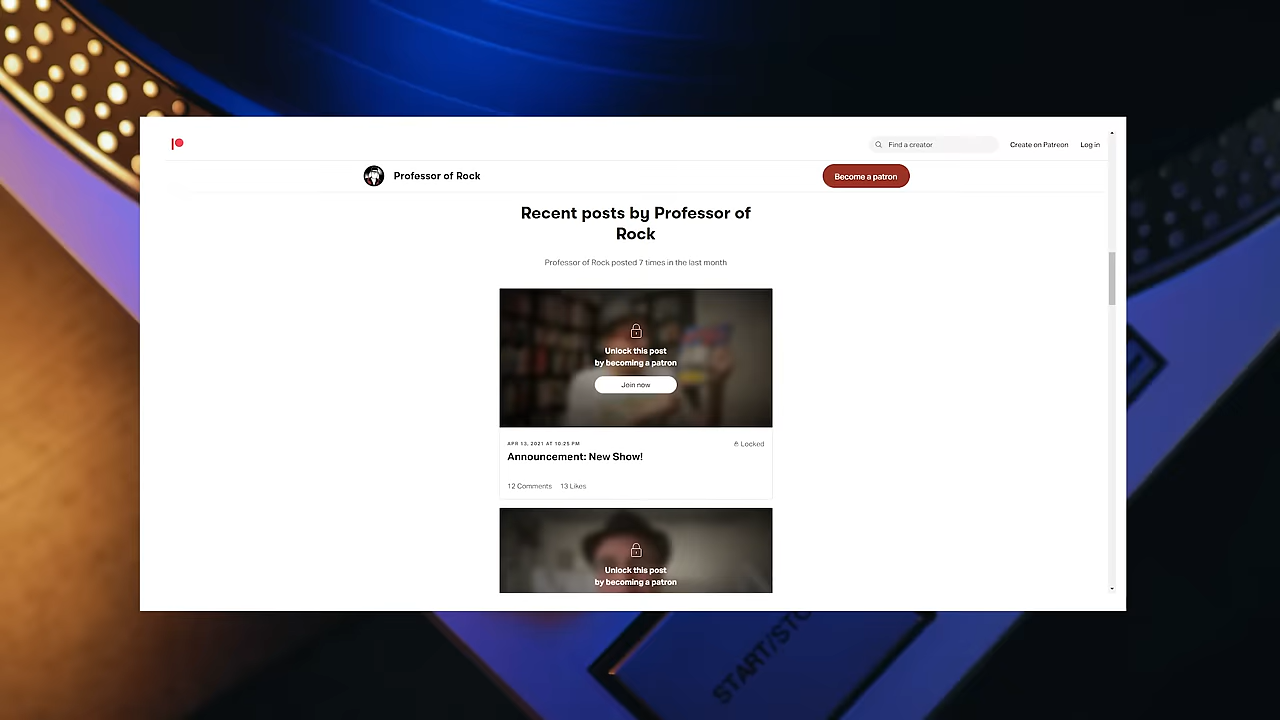 Find a creator
Create on Patreon
Log in
Professor of Rock
Become a patron
Recent posts by Professor of
Rock
Professor of Rock posted 7 times in the last month
Unlock this post
by becoming a patron
Join now
APR 13, 2021 AT 10:25 PM
Locked
Announcement: New Show!
12 Comments
13 Likes
Unlock this post
by becoming a patron
START/STO